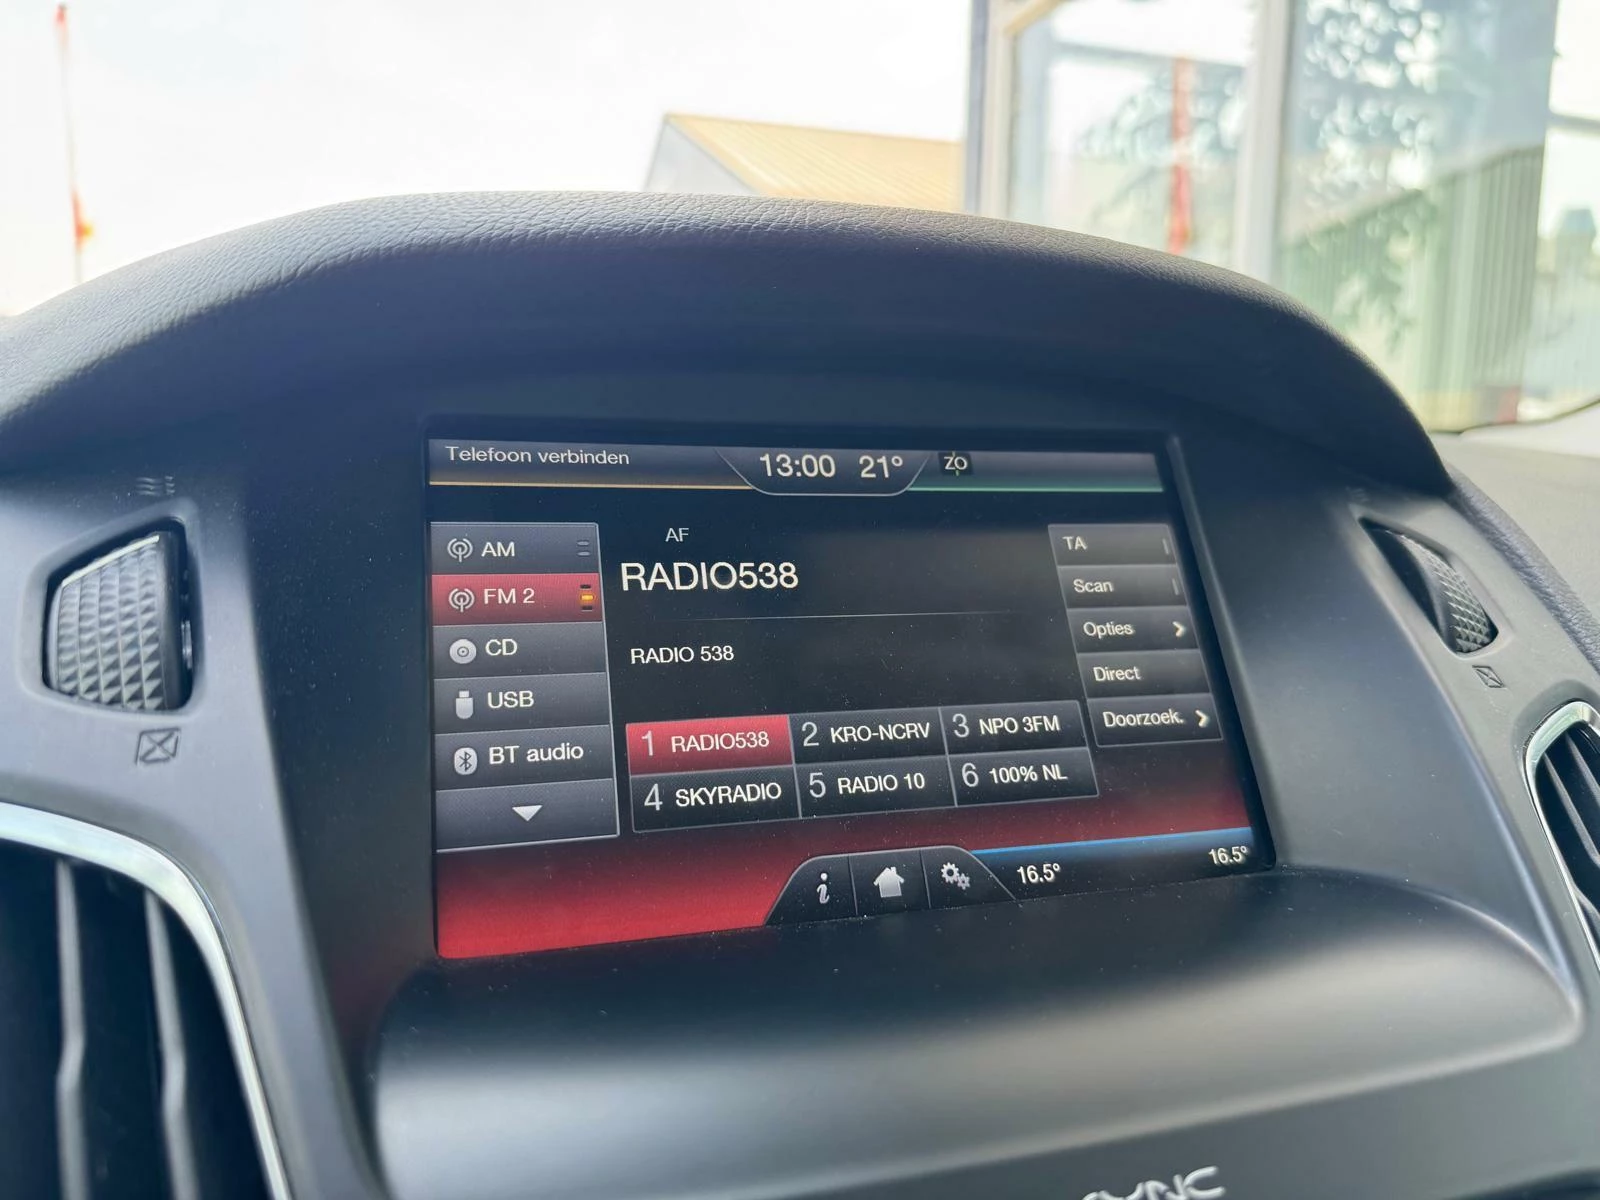 Telefoon verbinden
13:00 21° ZO
AM
FM 2
CD
USB
BT audio
AF
RADIO538
RADIO 538
1 RADIO538
2 KRO-NCRV
3 NPO 3FM
4 SKYRADIO
5 RADIO 10
6 100% NL
TA
Scan
Opties
Direct
Doorzoek.
i
16.5°
16.5°
SYNC